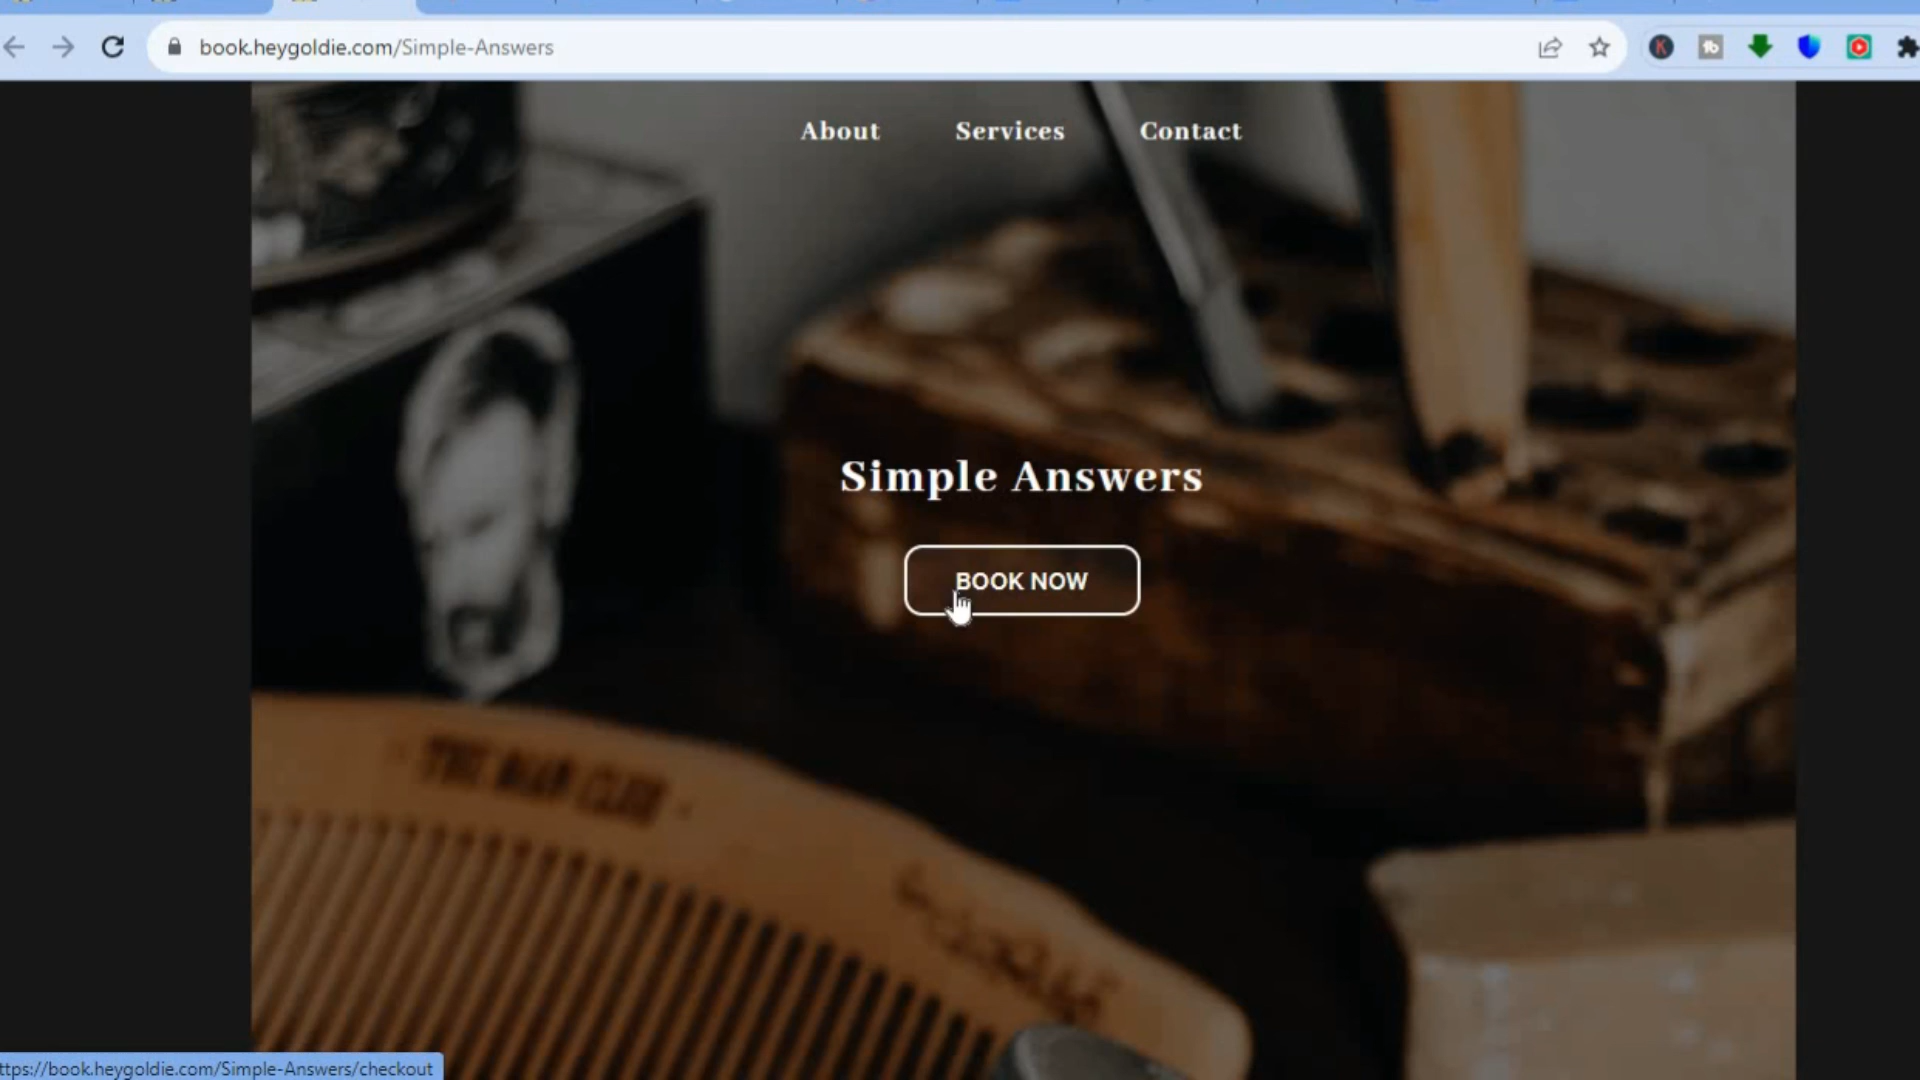 book.heygoldie.com/Simple-Answers
About Services Contact
Simple Answers
BOOK NOW
ttps://book.heygoldie.com/Simple-Answers/checkout